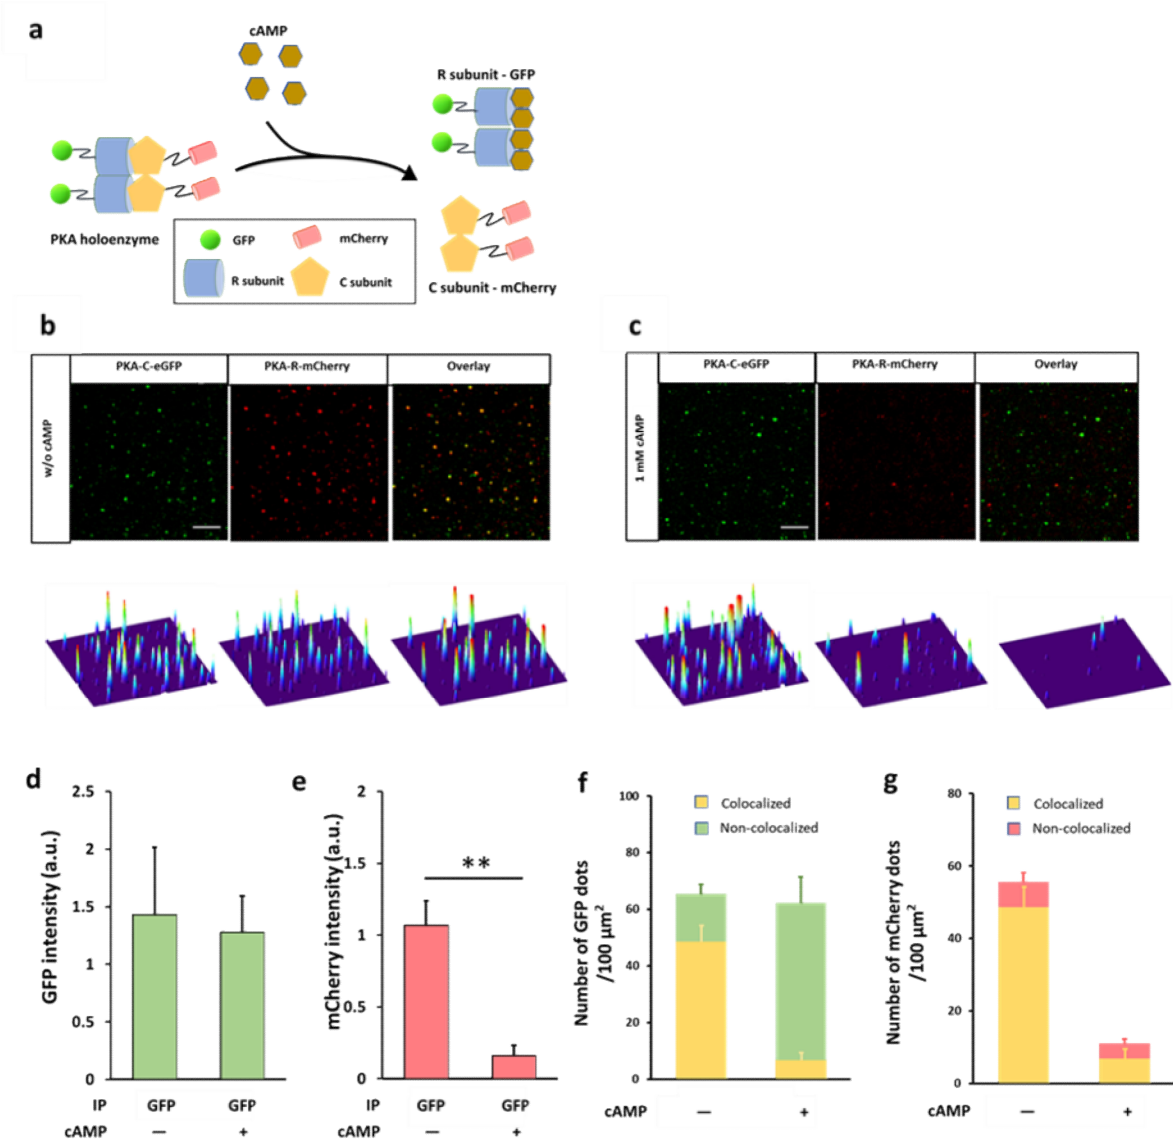 a
cAMP
R subunit - GFP
PKA holoenzyme
GFP
mCherry
R subunit
C subunit
C subunit - mCherry
b
PKA-C-eGFP
PKA-R-mCherry
Overlay
w/o cAMP
c
PKA-C-eGFP
PKA-R-mCherry
Overlay
1 mM cAMP
d
GFP intensity (a.u.)
2.5
2
1.5
1
0.5
0
IP GFP GFP
cAMP — +
e
mCherry intensity (a.u.)
2
1.5
1
0.5
0
**
IP GFP GFP
cAMP — +
f
Number of GFP dots
/100 µm²
100
80
60
40
20
0
Colocalized
Non-colocalized
— +
g
Number of mCherry dots
/100 µm²
80
60
40
20
0
Colocalized
Non-colocalized
cAMP — +